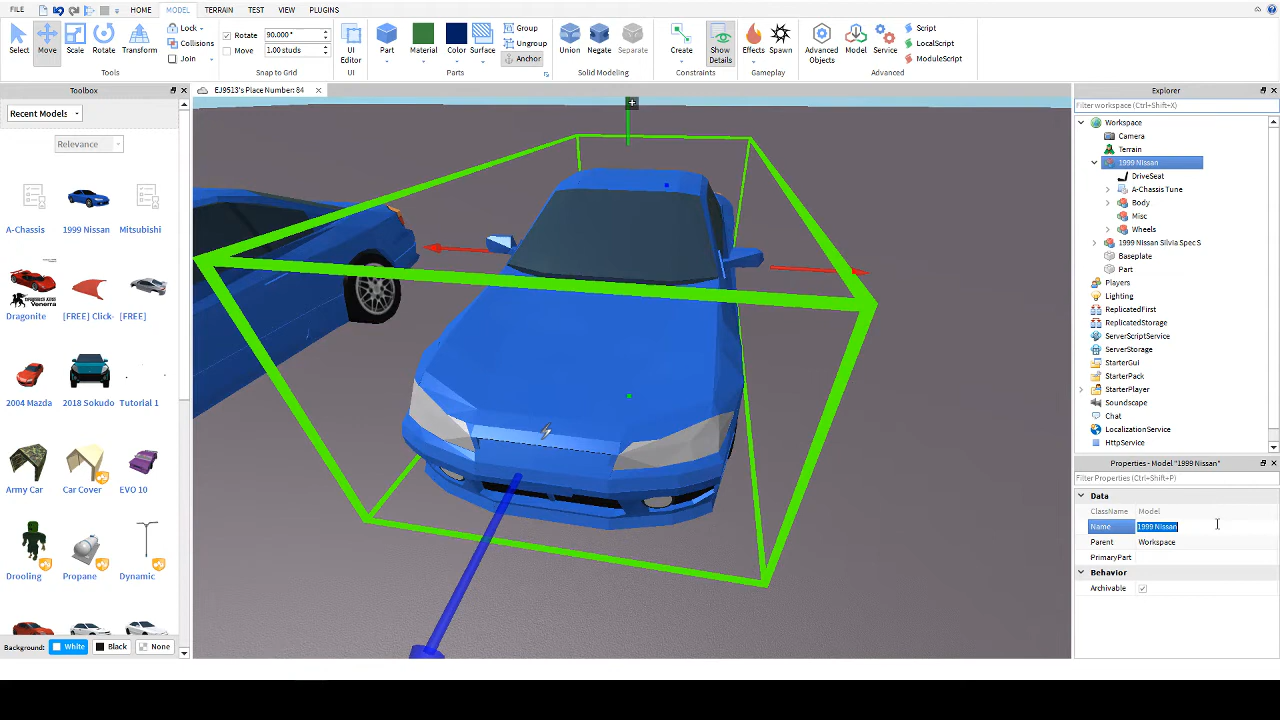 FILE HOME MODEL TERRAIN TEST VIEW PLUGINS
Select Move Scale Rotate Transform
Lock
Collisions
Join
Tools
Rotate 90.000 °
Move 1.00 studs
Snap to Grid
UI Editor
UI
Part Material Color Surface
Group
Ungroup
Anchor
Parts
Union Negate Separate
Solid Modeling
Create Show Details
Constraints
Effects Spawn
Gameplay
Advanced Objects Model Service
Script
LocalScript
ModuleScript
Advanced
Toolbox
EJ9513's Place Number: 84
Recent Models
Relevance
A-Chassis 1999 Nissan Mitsubishi
Dragonite [FREE] Click- [FREE]
2004 Mazda 2018 Sokudo Tutorial 1
Army Car Car Cover EVO 10
Drooling Propane Dynamic
Background: White Black None
Explorer
Filter workspace (Ctrl+Shift+X)
Workspace
Camera
Terrain
1999 Nissan
DriveSeat
A-Chassis Tune
Body
Misc
Wheels
1999 Nissan Silvia Spec S
Baseplate
Part
Players
Lighting
ReplicatedFirst
ReplicatedStorage
ServerScriptService
ServerStorage
StarterGui
StarterPack
StarterPlayer
Soundscape
Chat
LocalizationService
HttpService
Properties - Model "1999 Nissan"
Filter Properties (Ctrl+Shift+P)
Data
ClassName Model
Name 1999 Nissan
Parent Workspace
PrimaryPart
Behavior
Archivable